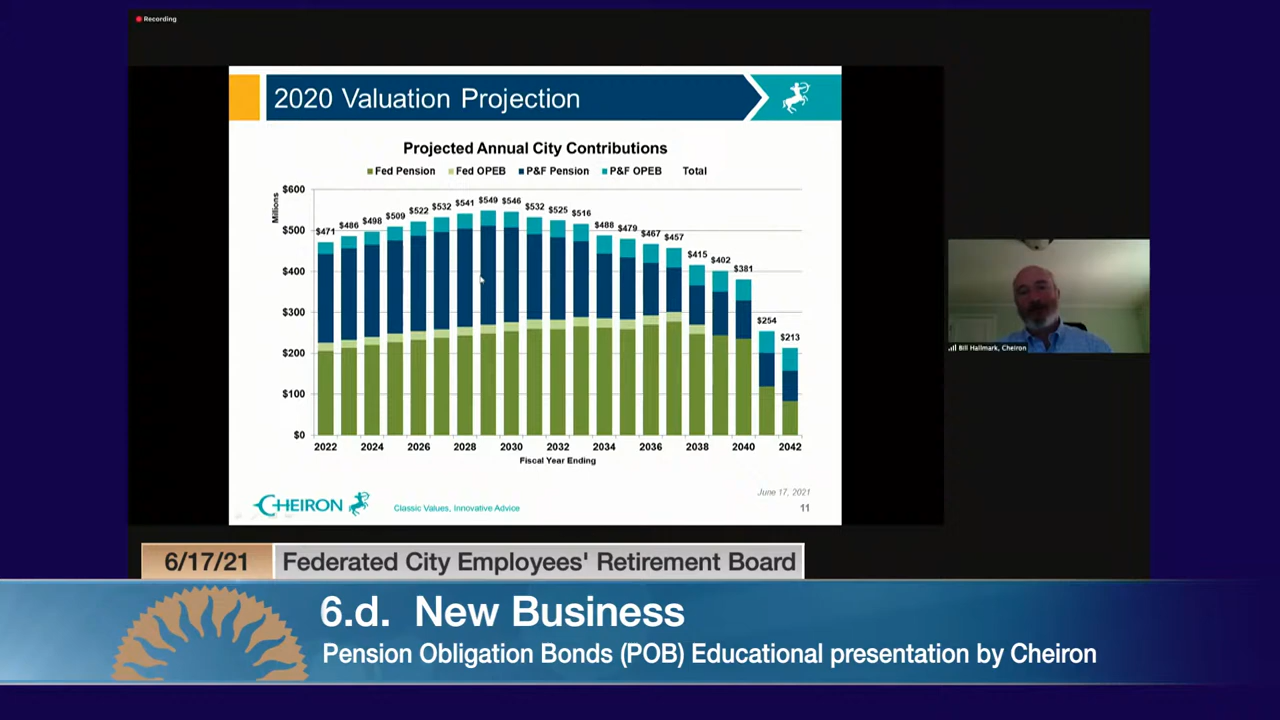 Recording
2020 Valuation Projection
Projected Annual City Contributions
Fed Pension Fed OPEB P&F Pension P&F OPEB Total
Millions
$600
$500
$400
$300
$200
$100
$0
$471 $486 $498 $509 $522 $532 $541 $549 $546 $532 $525 $516 $488 $479 $467 $457 $415 $402 $381 $254 $213
2022 2024 2026 2028 2030 2032 2034 2036 2038 2040 2042
Fiscal Year Ending
June 17, 2021
CHEIRON
Classic Values, Innovative Advice
11
Bill Hallmark, Cheiron
6/17/21 Federated City Employees' Retirement Board
6.d. New Business
Pension Obligation Bonds (POB) Educational presentation by Cheiron